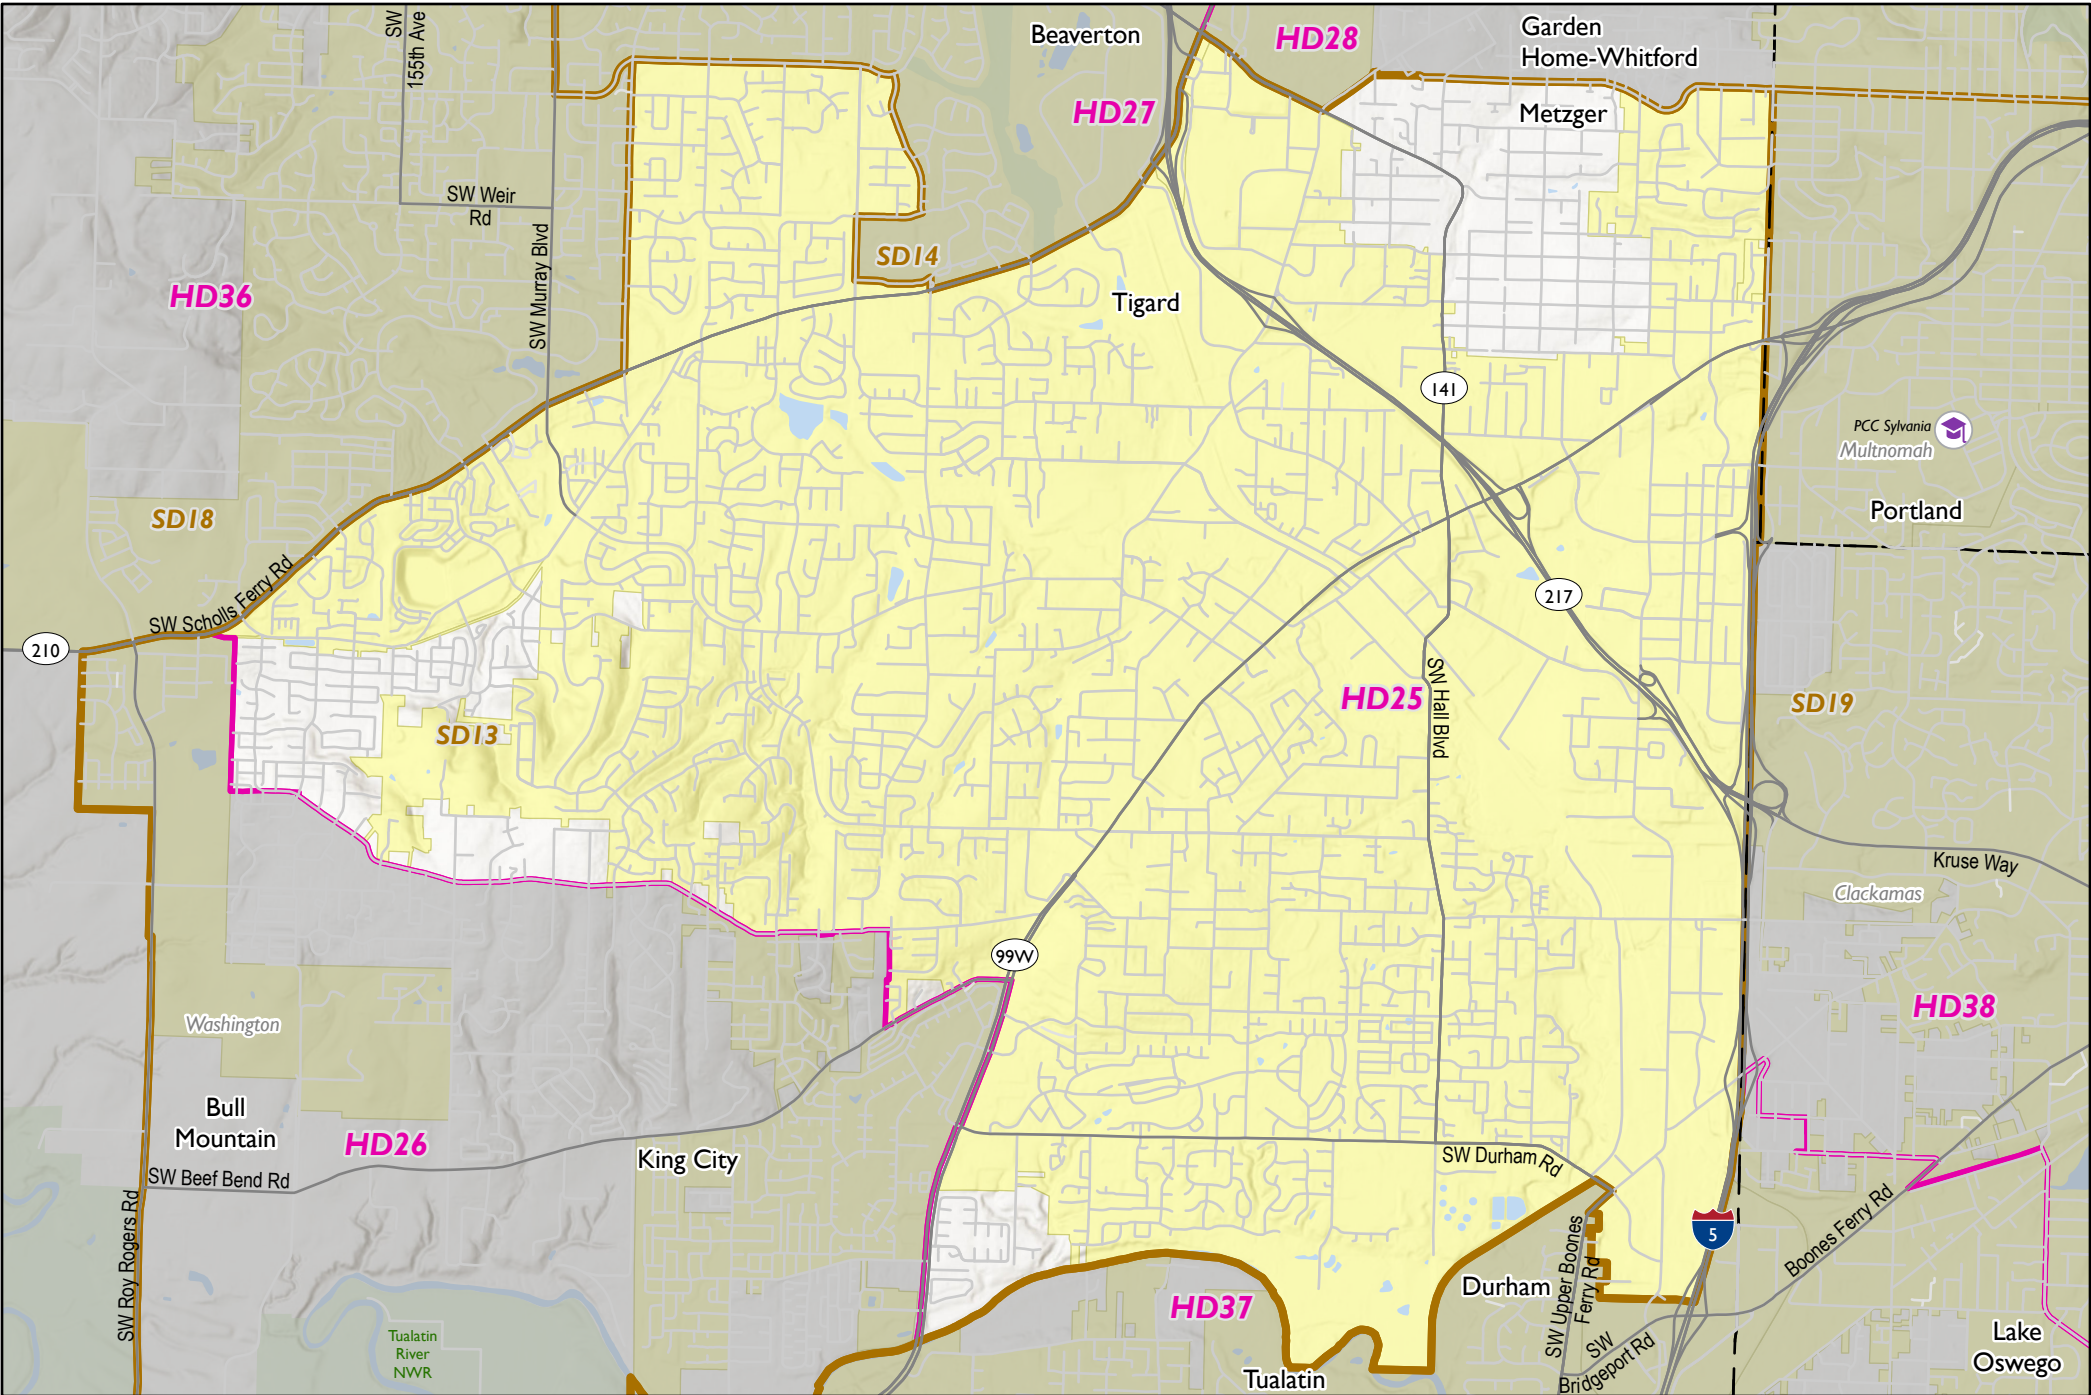 SW
155th Ave
Beaverton
HD28
Garden
Home-Whitford
HD27
Metzger
SW Weir
Rd
SW Murray Blvd
SD14
HD36
Tigard
141
PCC Sylvania
Multnomah
SD18
Portland
SW Scholls Ferry Rd
217
210
SW Hall Blvd
HD25
SD13
SD19
Kruse Way
Clackamas
99W
Washington
HD38
Bull
Mountain
HD26
King City
SW Durham Rd
SW Beef Bend Rd
SW Roy Rogers Rd
5
Boones Ferry Rd
SW Upper Boones
Ferry Rd
Durham
HD37
Tualatin
River
NWR
SW
Bridgeport Rd
Tualatin
Lake
Oswego